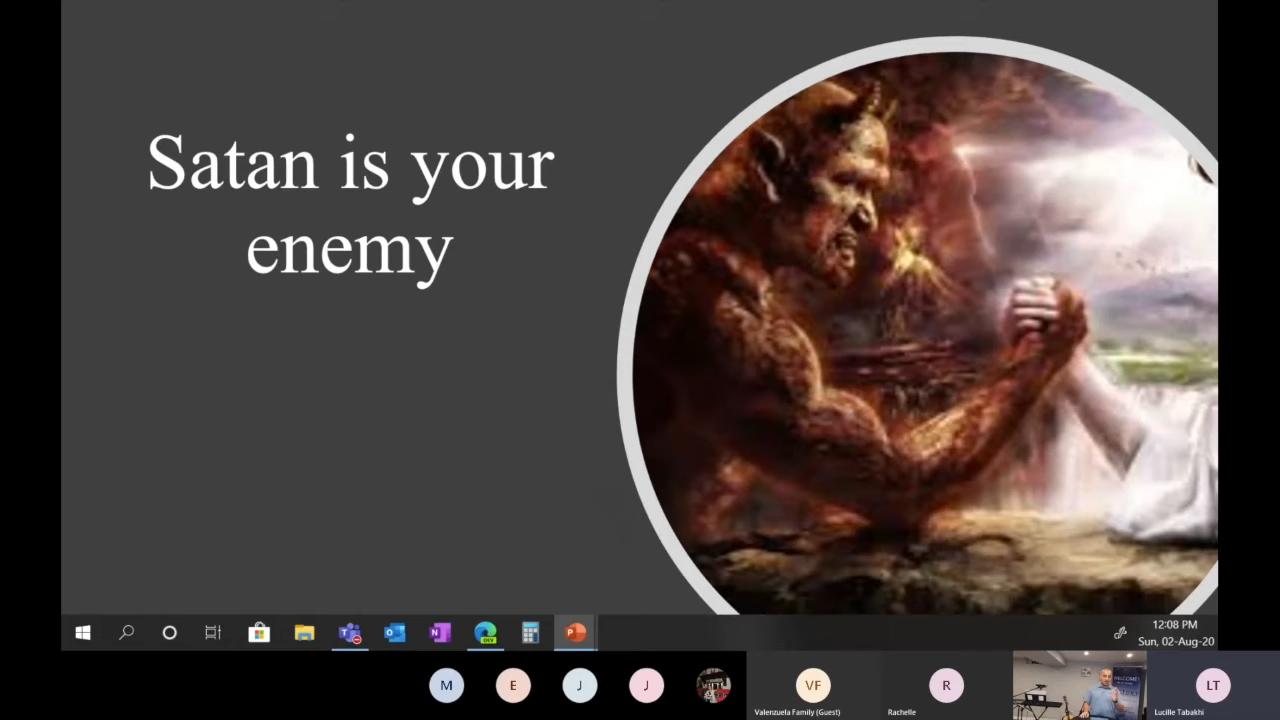 Satan is your
enemy
12:08 PM
Sun, 02-Aug-20
M
E
J
J
VF
Valenzuela Family (Guest)
R
Rachelle
LT
Lucille Tabakhi